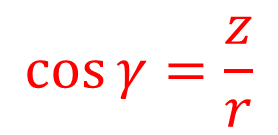 cos γ = z/r